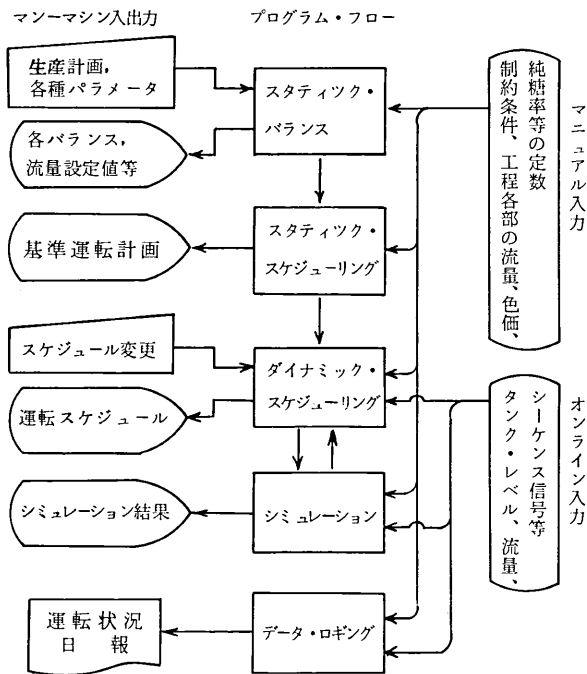 マンーマシン入出力
プログラム・フロー
生産計画,
各種パラメータ
スタティック・
バランス
各バランス,
流量設定値等
スタティック・
スケジューリング
基準運転計画
スケジュール変更
ダイナミック・
スケジューリング
運転スケジュール
シミュレーション
シミュレーション結果
データ・ロギング
運転状況
日 報
マニュアル入力
純糖率等の定数
制約条件、工程各部の流量、色価、
オンライン入力
シーケンス信号等
タンク・レベル、流量、